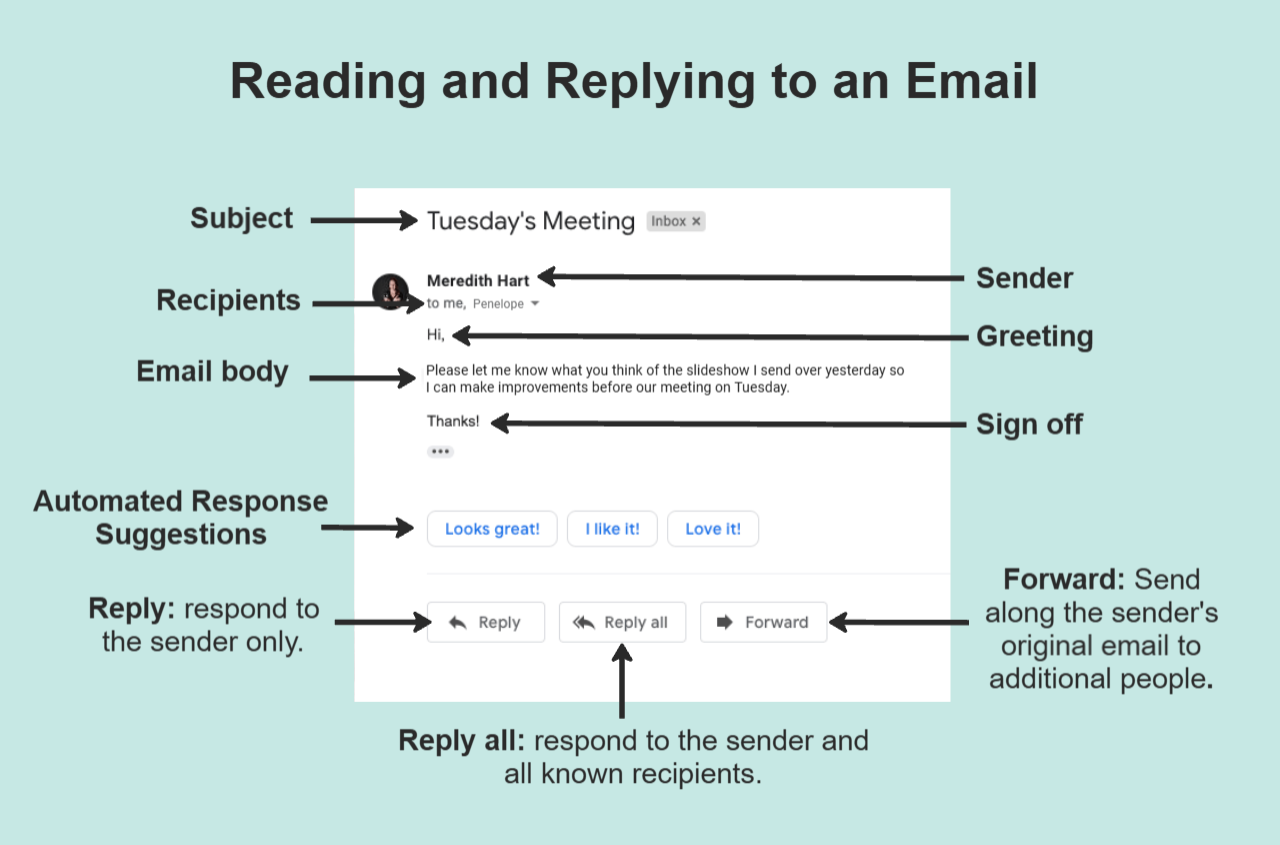 Reading and Replying to an Email
Subject
Tuesday's Meeting Inbox ×
Meredith Hart
Sender
Recipients
to me, Penelope
Hi,
Greeting
Email body
Please let me know what you think of the slideshow I send over yesterday so
I can make improvements before our meeting on Tuesday.
Thanks!
Sign off
•••
Automated Response
Suggestions
Looks great! I like it! Love it!
Reply: respond to
the sender only.
Reply Reply all Forward
Forward: Send
along the sender's
original email to
additional people.
Reply all: respond to the sender and
all known recipients.